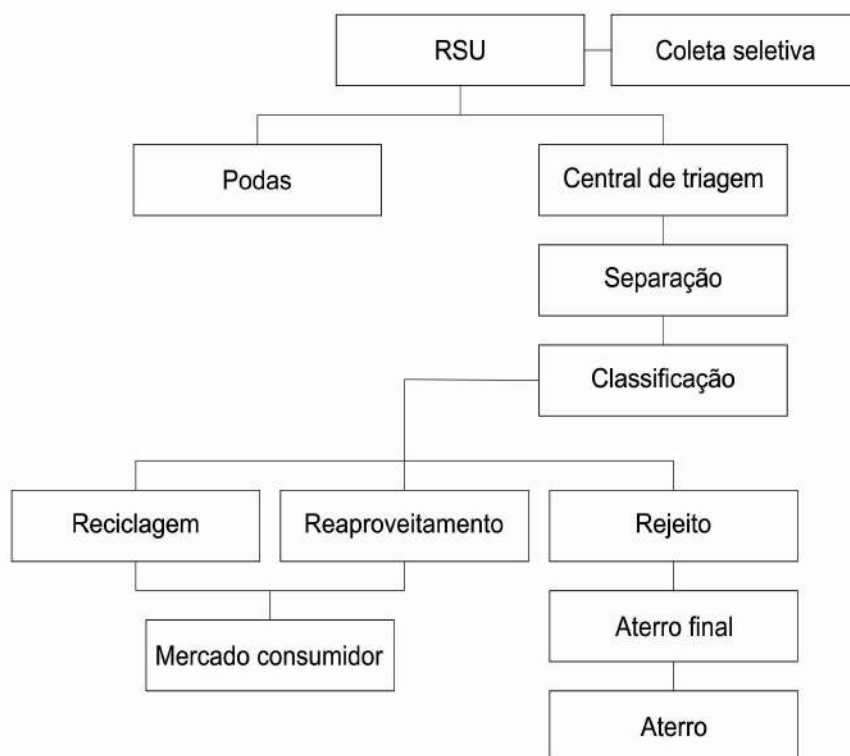 RSU
Coleta seletiva
Podas
Central de triagem
Separação
Classificação
Reciclagem
Reaproveitamento
Rejeito
Mercado consumidor
Aterro final
Aterro